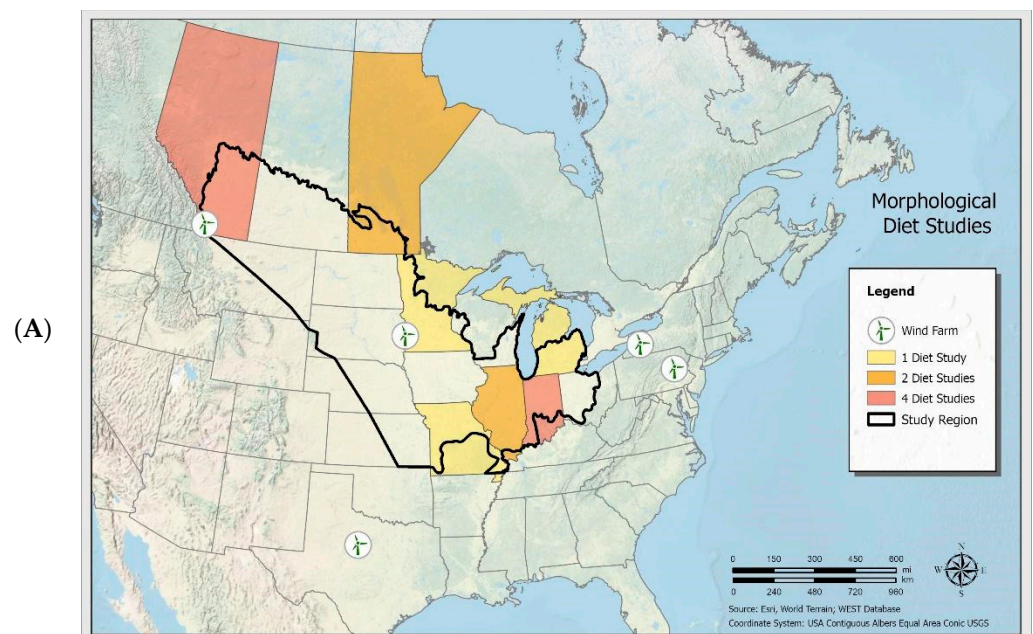 (A)
Morphological
Diet Studies
Legend
Wind Farm
1 Diet Study
2 Diet Studies
4 Diet Studies
Study Region
0 150 300 450 600
mi
km
0 240 480 720 960
N
W E
S
Source: Esri, World Terrain; WEST Database
Coordinate System: USA Contiguous Albers Equal Area Conic USGS